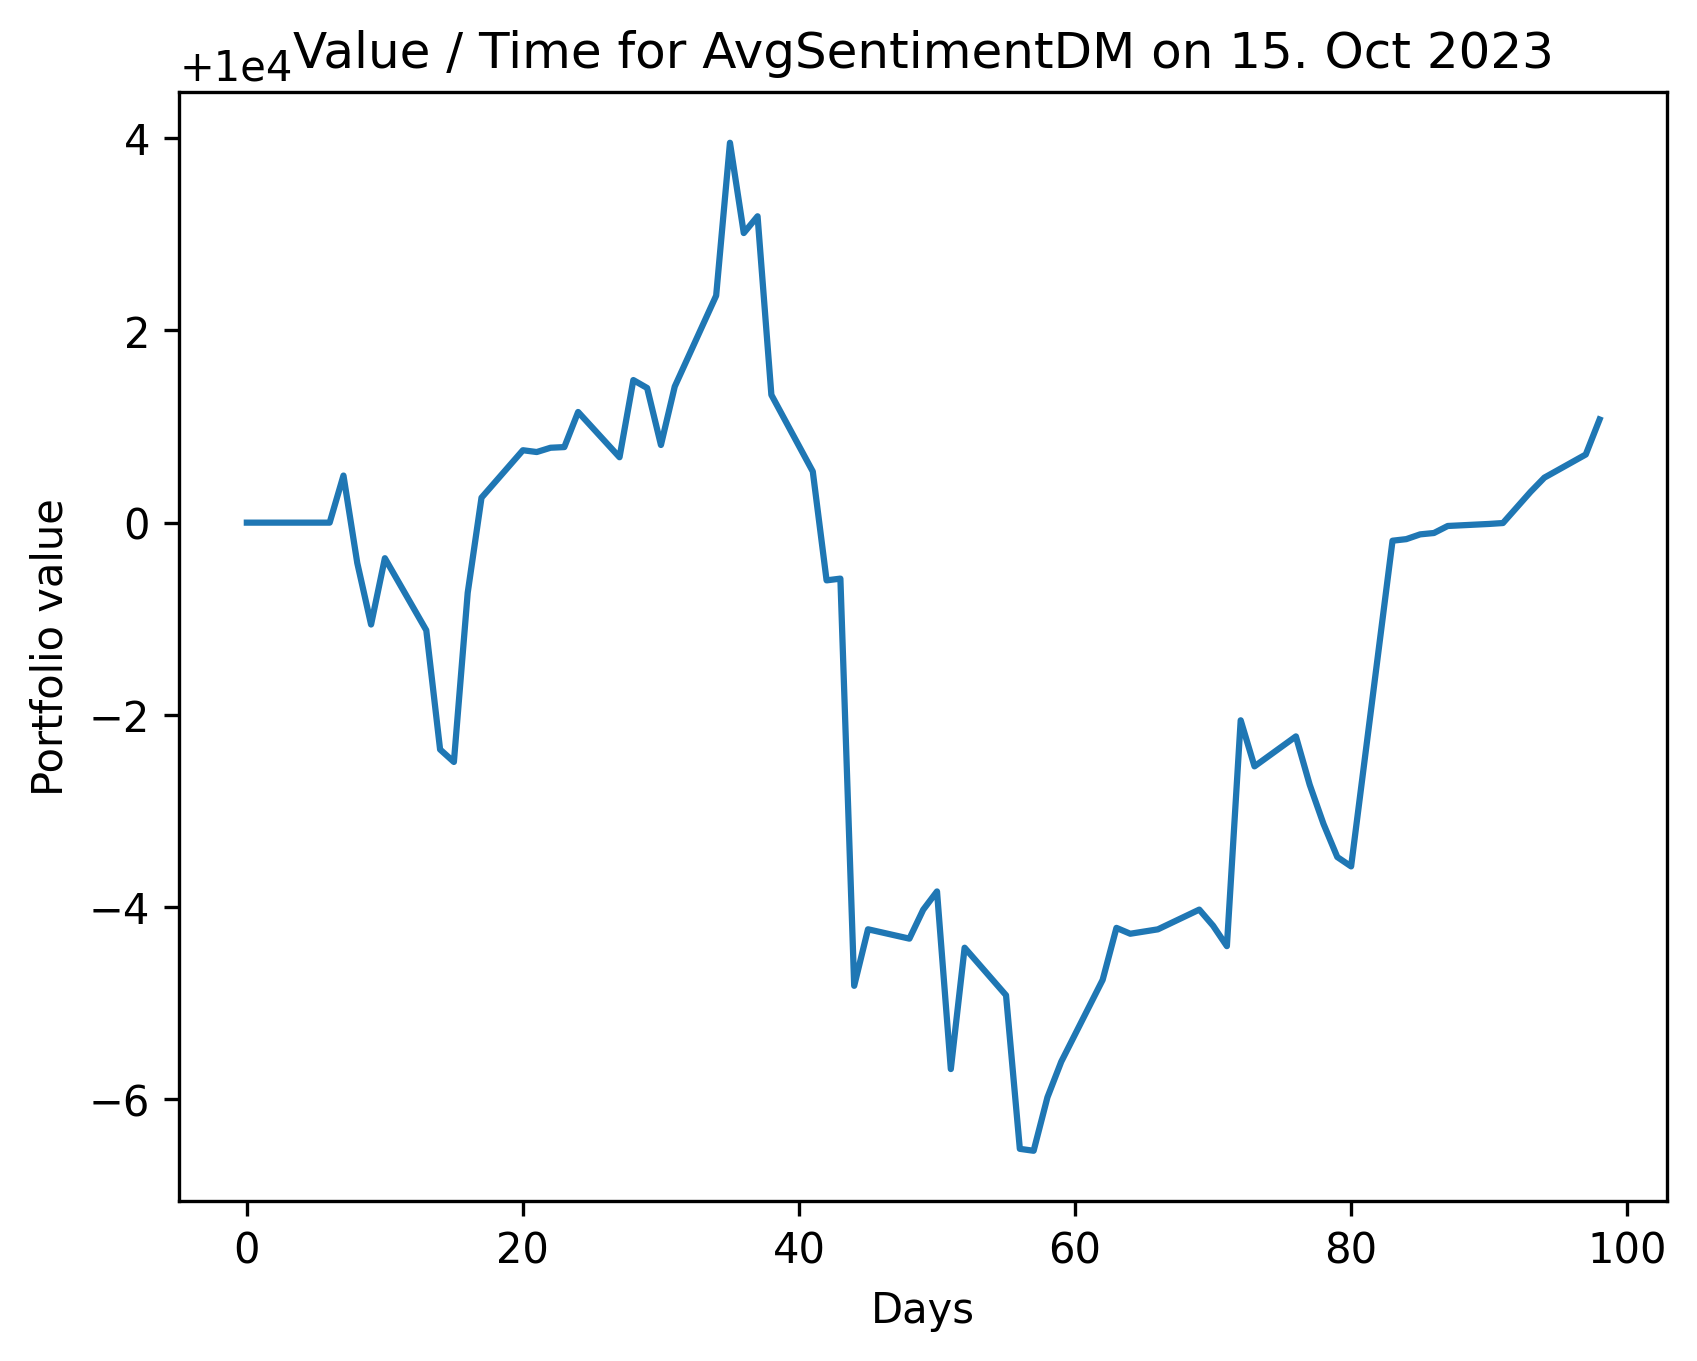 Value / Time for AvgSentimentDM on 15. Oct 2023
+1e4
4
2
0
−2
−4
−6
Portfolio value
0 20 40 60 80 100
Days